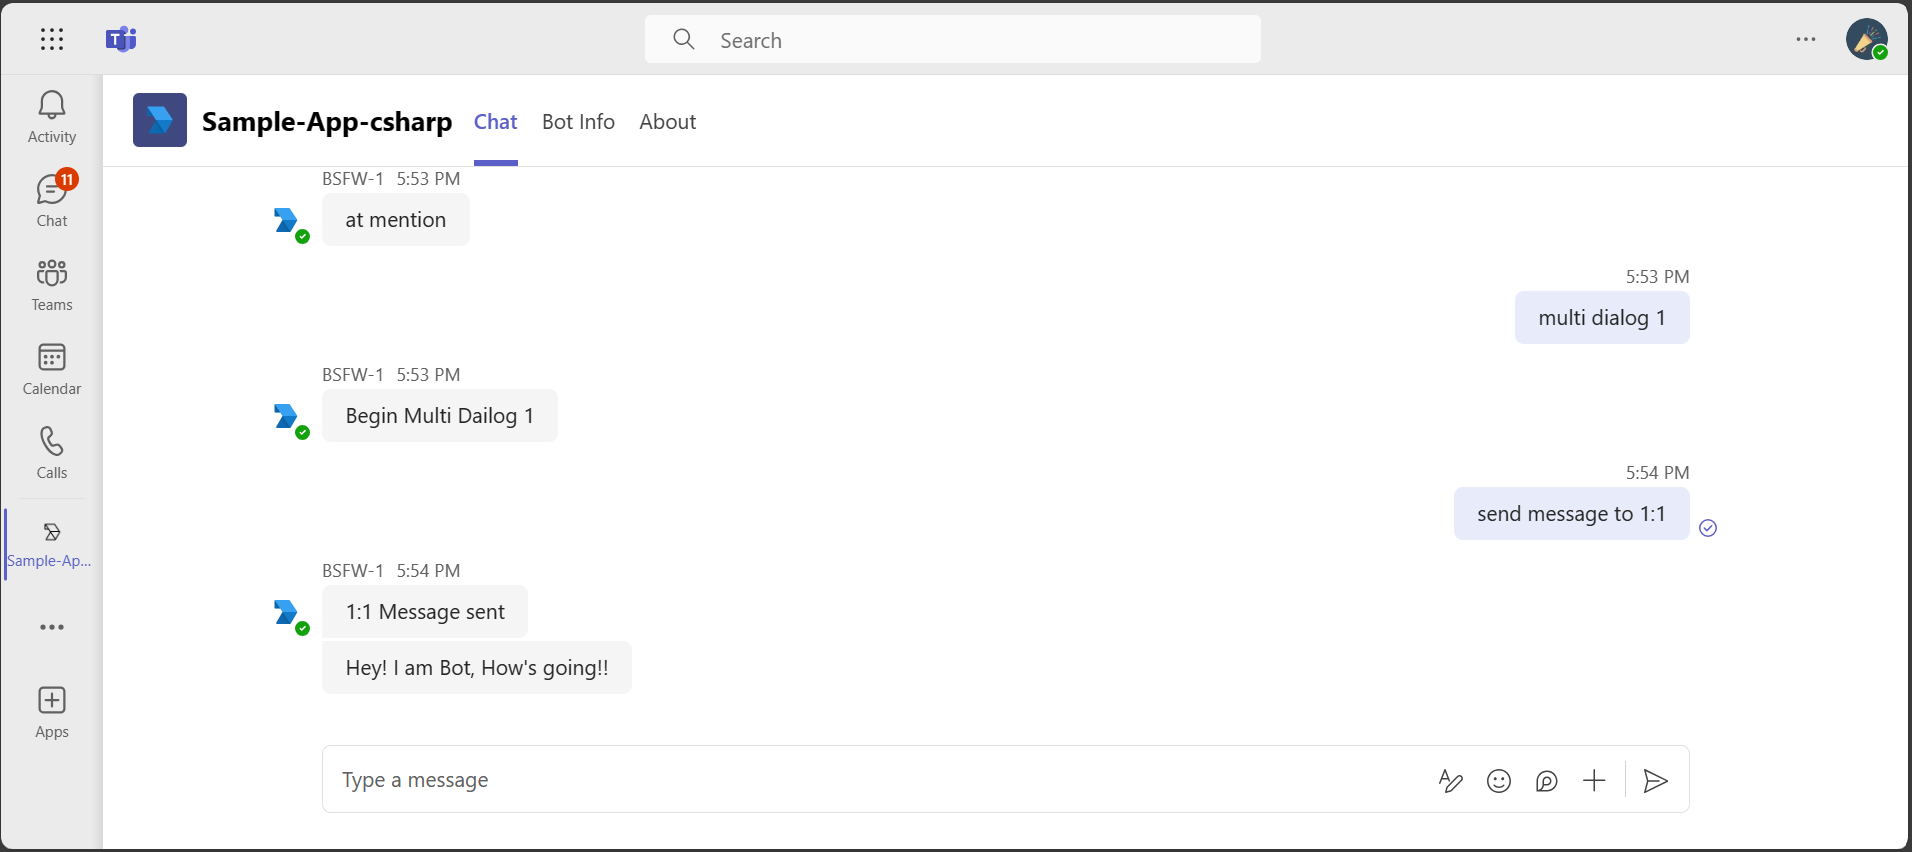 Search
Activity
11
Chat
Teams
Calendar
Calls
Sample-Ap...
Apps
Sample-App-csharp Chat Bot Info About
BSFW-1 5:53 PM
at mention
5:53 PM
multi dialog 1
BSFW-1 5:53 PM
Begin Multi Dailog 1
5:54 PM
send message to 1:1
BSFW-1 5:54 PM
1:1 Message sent
Hey! I am Bot, How's going!!
Type a message